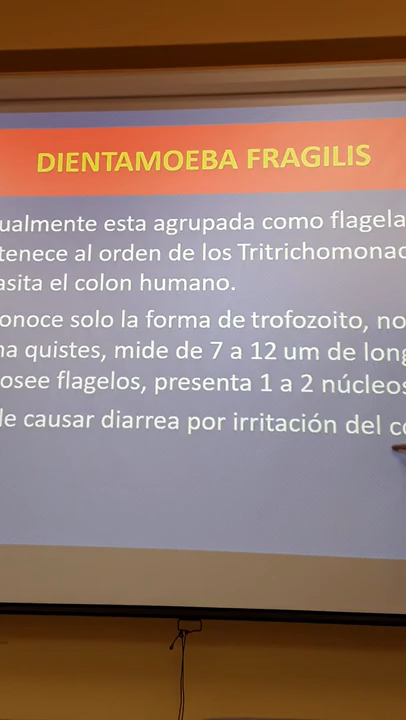 DIENTAMOEBA FRAGILIS
ualmente esta agrupada como flagela
tenece al orden de los Tritrichomonad
asita el colon humano.
onoce solo la forma de trofozoito, no
na quistes, mide de 7 a 12 um de long
osee flagelos, presenta 1 a 2 núcleos
de causar diarrea por irritación del co